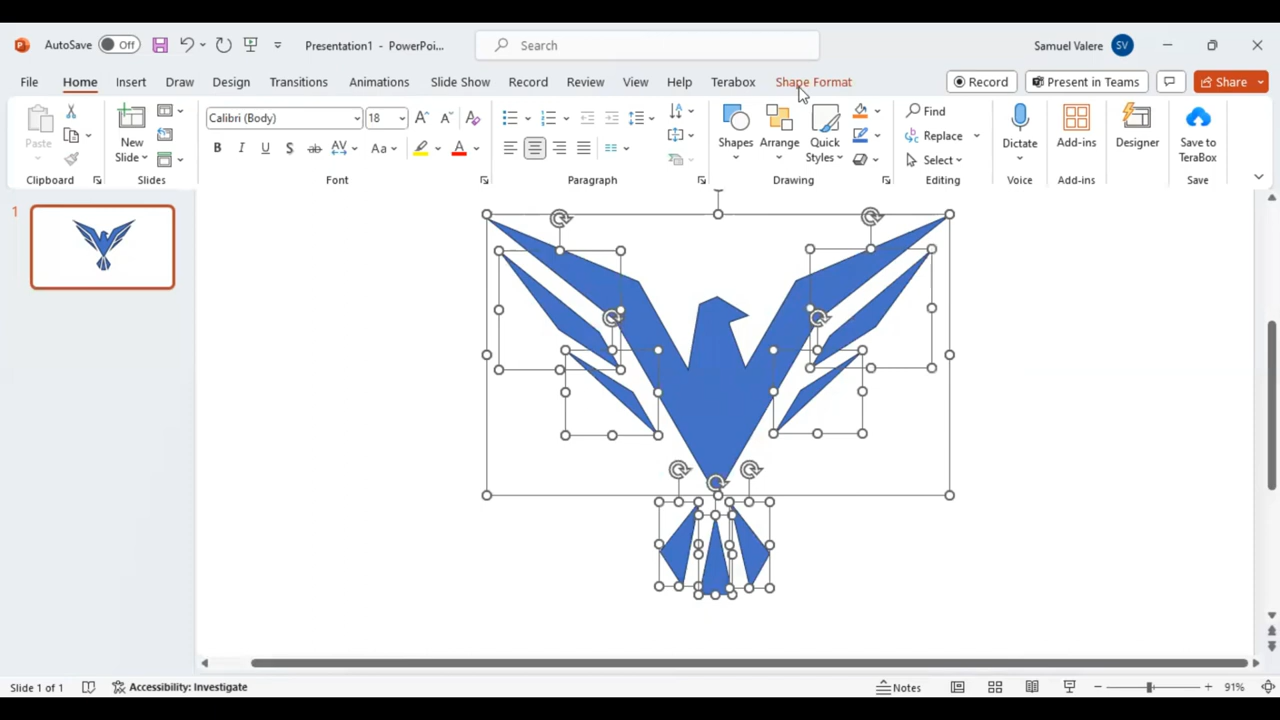 AutoSave Off Presentation1 - PowerPoi... Search Samuel Valere SV
File Home Insert Draw Design Transitions Animations Slide Show Record Review View Help Terabox Shape Format Record Present in Teams Share
Paste New Slide Calibri (Body) 18 Shapes Arrange Quick Styles Find Replace Select Dictate Add-ins Designer Save to TeraBox
Clipboard Slides Font Paragraph Drawing Editing Voice Add-ins Save
1
Slide 1 of 1 Accessibility: Investigate Notes 91%